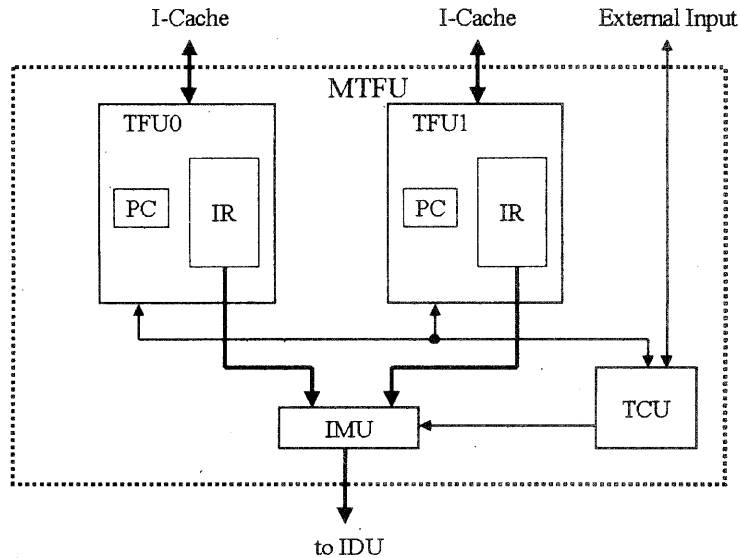 I-Cache
I-Cache
External Input
MTFU
TFU0
TFU1
PC
IR
PC
IR
TCU
IMU
to IDU